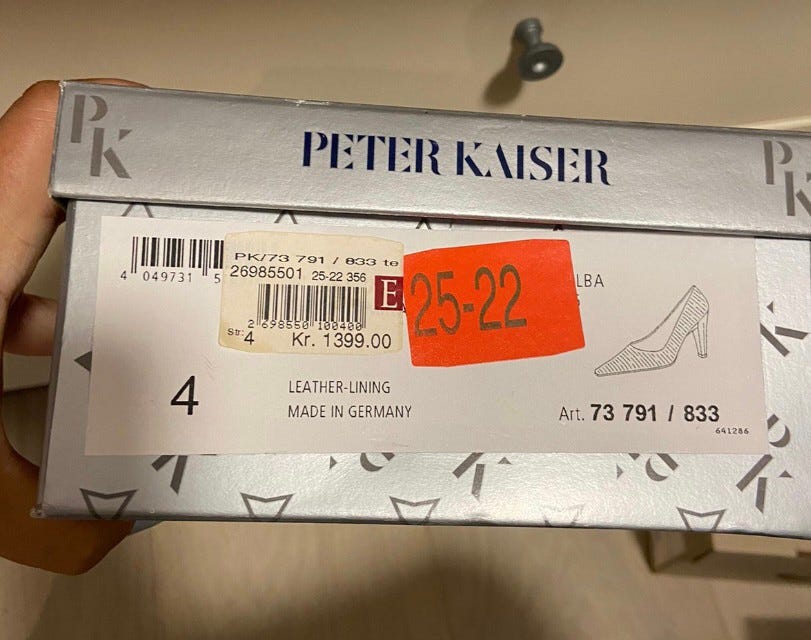 PK
PETER KAISER
PK
4 049731 5
PK/73 791 / 833 te
26985501 25-22 356
2 698550 100400
Str: 4 Kr. 1399.00
E
25-22
LBA
4
LEATHER-LINING
MADE IN GERMANY
Art. 73 791 / 833
641286